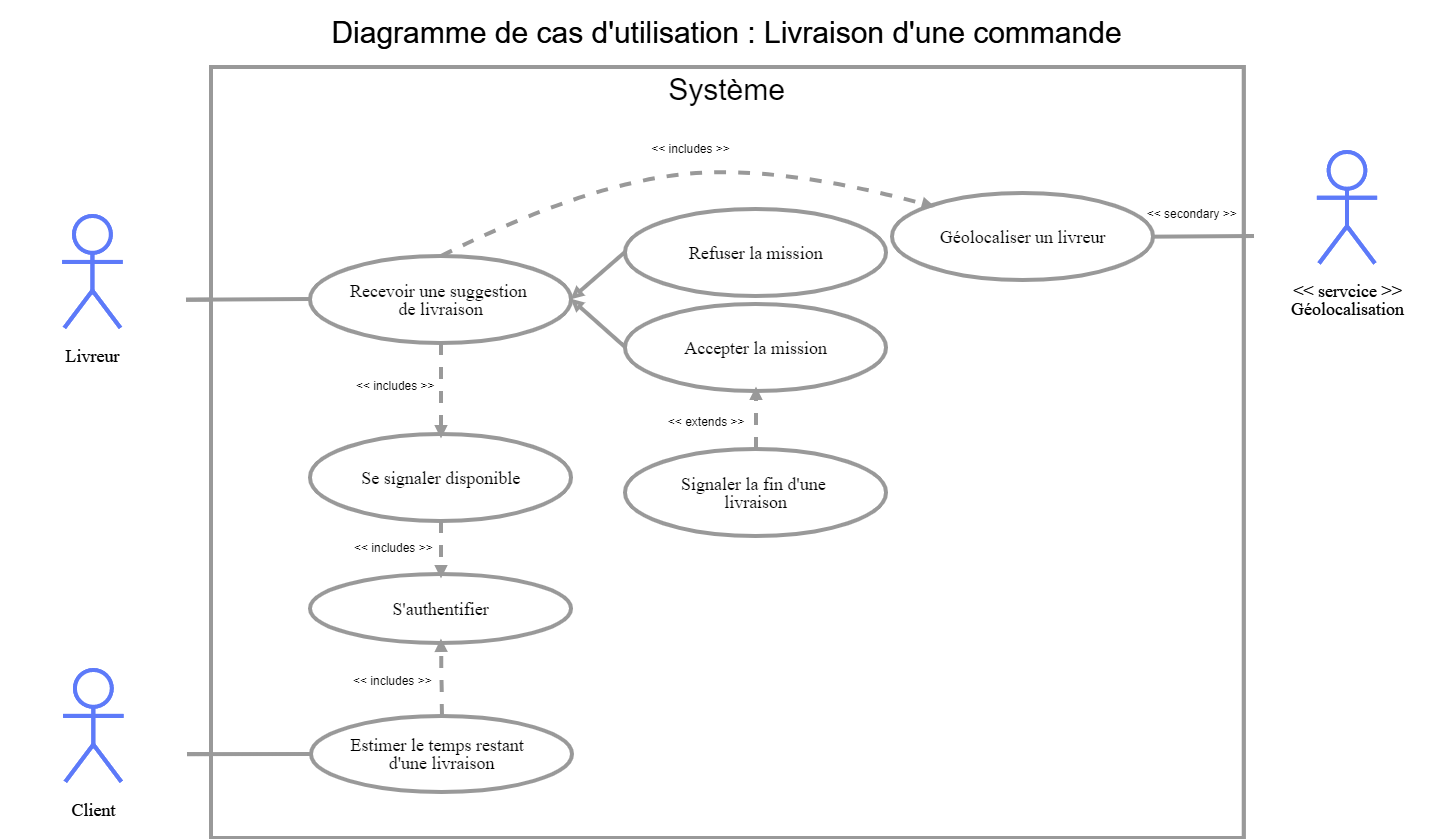 Diagramme de cas d'utilisation : Livraison d'une commande
Système
<< includes >>
<< secondary >>
Géolocaliser un livreur
Refuser la mission
Recevoir une suggestion
de livraison
<< servcice >>
Géolocalisation
Livreur
Accepter la mission
<< includes >>
<< extends >>
Se signaler disponible
Signaler la fin d'une
livraison
<< includes >>
S'authentifier
<< includes >>
Estimer le temps restant
d'une livraison
Client